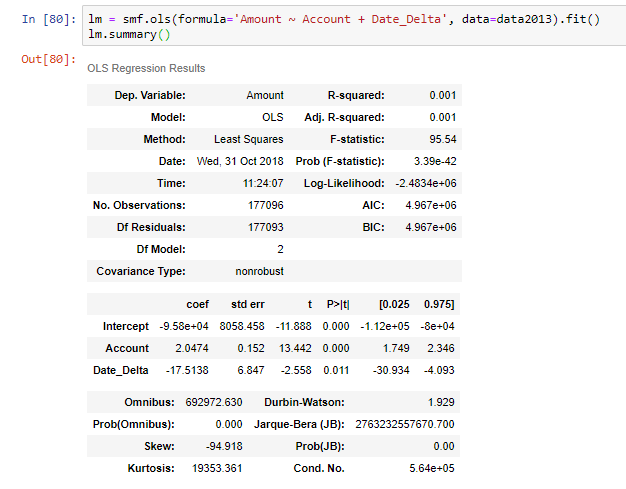 In [80]: lm = smf.ols(formula='Amount ~ Account + Date_Delta', data=data2013).fit()
lm.summary()
Out[80]: OLS Regression Results
Dep. Variable: Amount R-squared: 0.001
Model: OLS Adj. R-squared: 0.001
Method: Least Squares F-statistic: 95.54
Date: Wed, 31 Oct 2018 Prob (F-statistic): 3.39e-42
Time: 11:24:07 Log-Likelihood: -2.4834e+06
No. Observations: 177096 AIC: 4.967e+06
Df Residuals: 177093 BIC: 4.967e+06
Df Model: 2
Covariance Type: nonrobust
coef std err t P>|t| [0.025 0.975]
Intercept -9.58e+04 8058.458 -11.888 0.000 -1.12e+05 -8e+04
Account 2.0474 0.152 13.442 0.000 1.749 2.346
Date_Delta -17.5138 6.847 -2.558 0.011 -30.934 -4.093
Omnibus: 692972.630 Durbin-Watson: 1.929
Prob(Omnibus): 0.000 Jarque-Bera (JB): 2763232557670.700
Skew: -94.918 Prob(JB): 0.00
Kurtosis: 19353.361 Cond. No. 5.64e+05